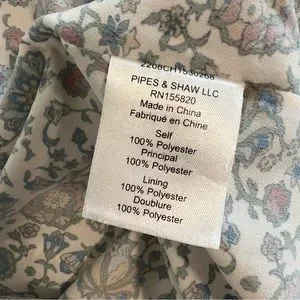 2208CH1530268
PIPES & SHAW LLC
RN155820
Made in China
Fabriqué en Chine
Self
100% Polyester
Principal
100% Polyester
Lining
100% Polyester
Doublure
100% Polyester